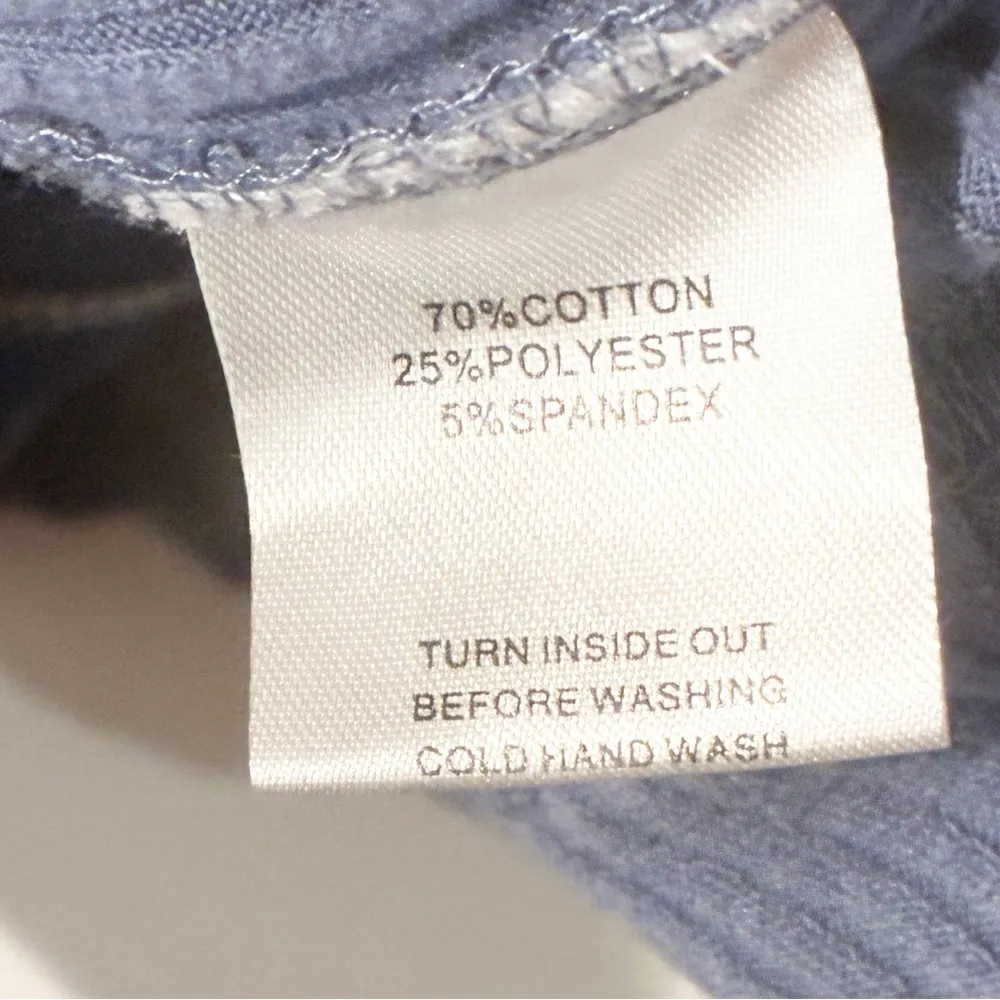 70%COTTON
25%POLYESTER
5%SPANDEX
TURN INSIDE OUT
BEFORE WASHING
COLD HAND WASH